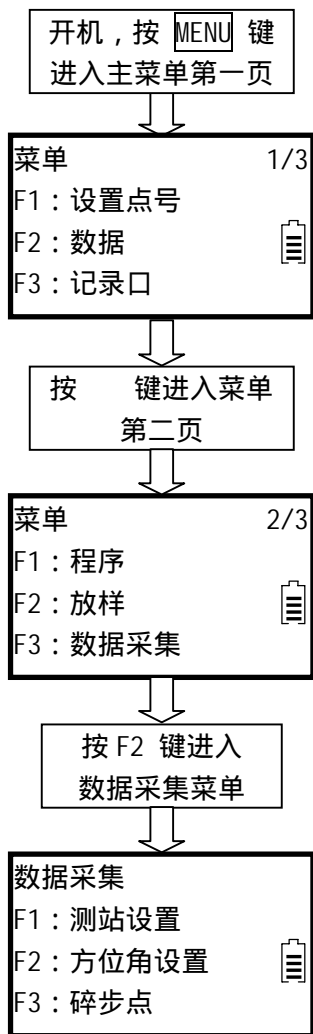 开机，按 MENU 键
进入主菜单第一页
菜单 1/3
F1：设置点号
F2：数据
F3：记录口
按 键进入菜单
第二页
菜单 2/3
F1：程序
F2：放样
F3：数据采集
按 F2 键进入
数据采集菜单
数据采集
F1：测站设置
F2：方位角设置
F3：碎步点